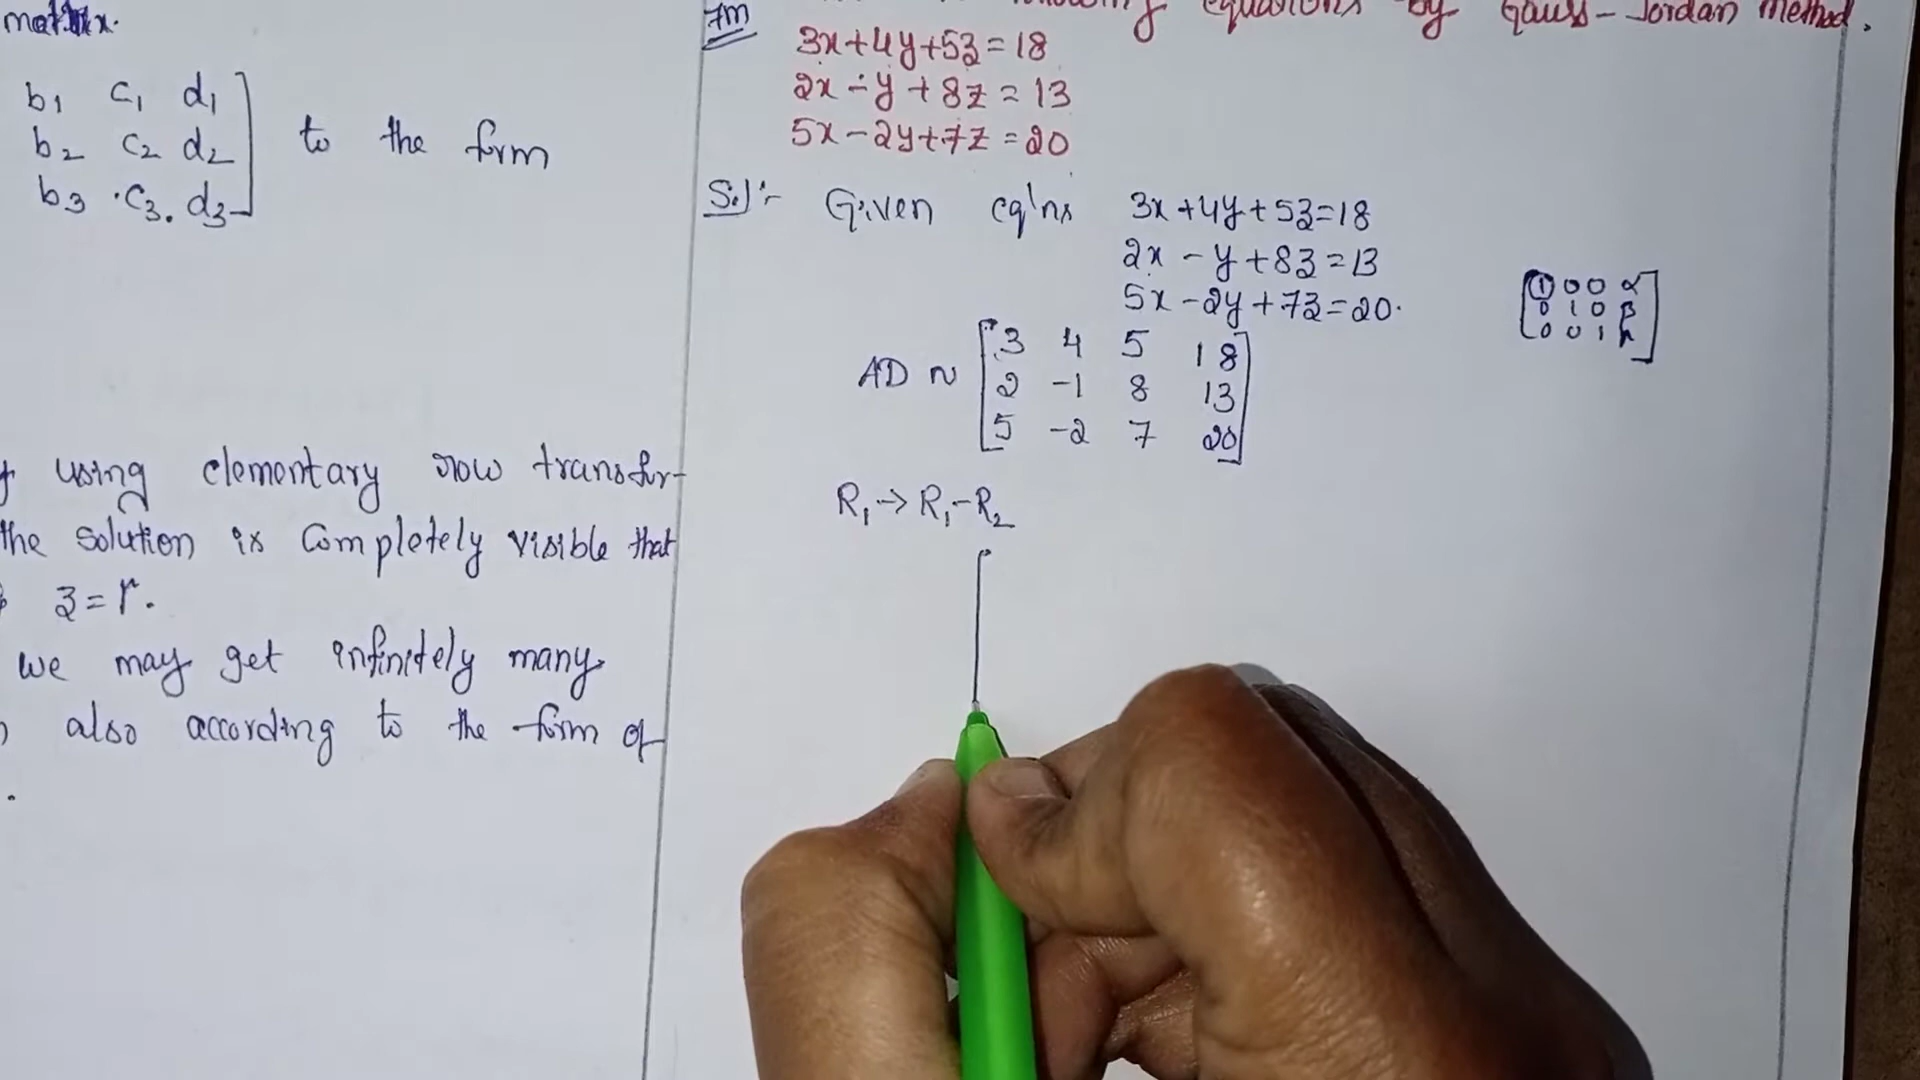 matrix.
b1 c1 d1
b2 c2 d2
b3 c3. d3
to the form
using elementary row transfor-
the solution is Completely visible that
z=r.
we may get infinitely many
also according to the form of
7m
following equations by Gauss-Jordan method.
3x+4y+5z=18
2x-y+8z=13
5x-2y+7z=20
Sol:- Given eq'ns 3x+4y+5z=18
2x-y+8z=13
5x-2y+7z=20.
AD ~ [3 4 5 18
2 -1 8 13
5 -2 7 20]
[1 0 0 α
0 1 0 β
0 0 1
R1→R1-R2